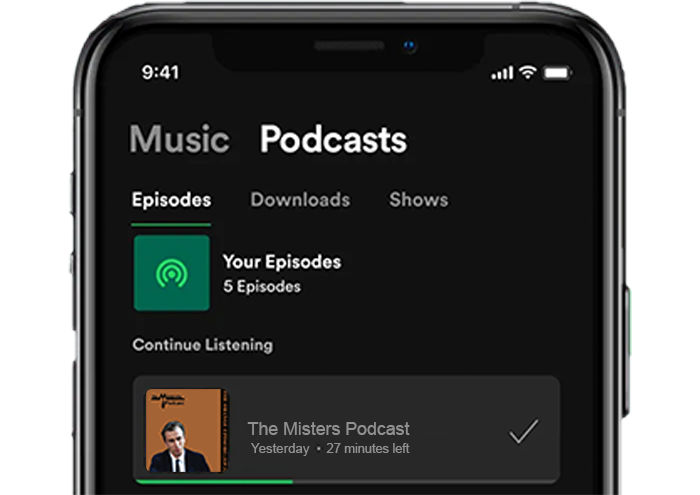 9:41
Music Podcasts
Episodes Downloads Shows
Your Episodes
5 Episodes
Continue Listening
The Misters Podcast
Yesterday • 27 minutes left